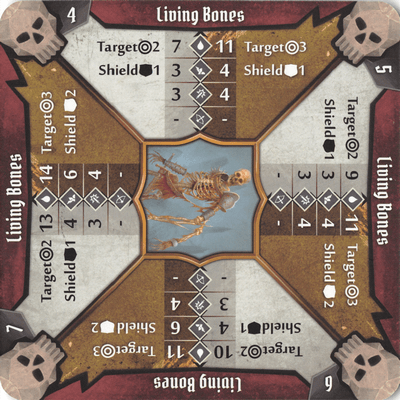 4
Living Bones
Target 2 7 11 Target 3
Shield 1 3 4 Shield 1
3 4
- -
5
Living Bones
Target 2 9 11 Target 3
Shield 1 3 4 Shield 2
3 4
- -
6
Living Bones
Target 2 10 11 Target 3
Shield 1 4 6 Shield 2
3 4
- -
7
Living Bones
Target 2 13 14 Target 3
Shield 1 4 6 Shield 2
3 4
- -